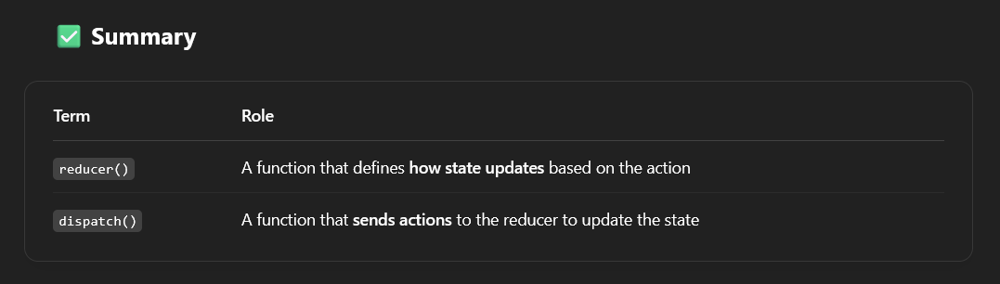 ✅ Summary
Term Role
reducer() A function that defines how state updates based on the action
dispatch() A function that sends actions to the reducer to update the state